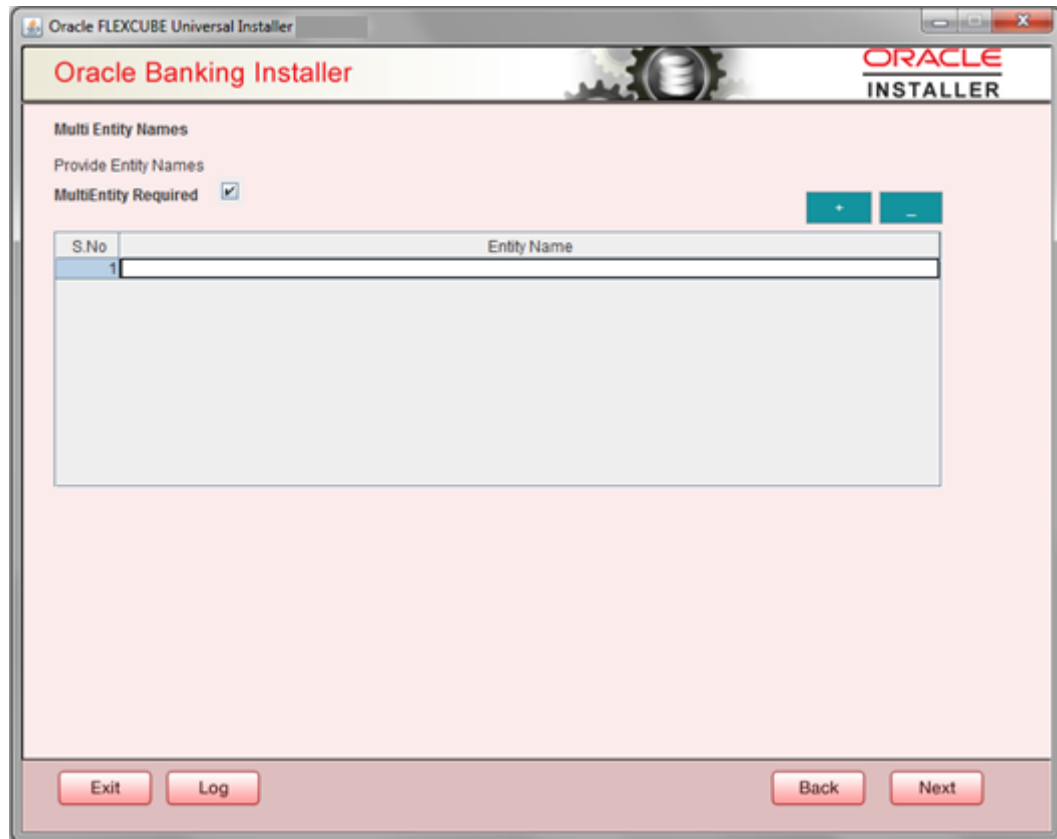 Oracle FLEXCUBE Universal Installer
Oracle Banking Installer
ORACLE
INSTALLER
Multi Entity Names
Provide Entity Names
MultiEntity Required
+ _
S.No Entity Name
1
Exit Log Back Next